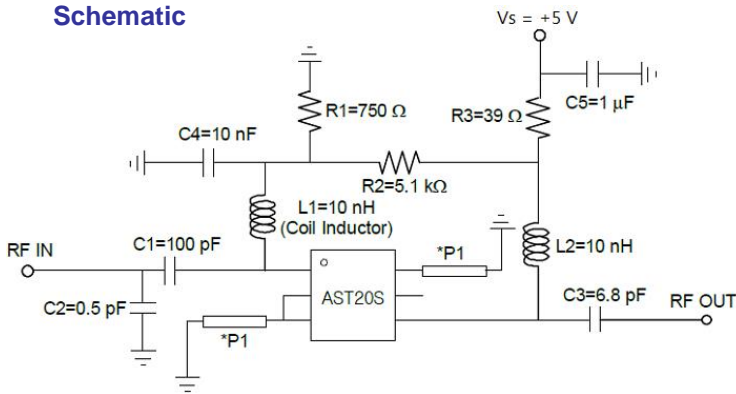 Schematic
Vs = +5 V
R1=750 Ω
R3=39 Ω
C5=1 μF
C4=10 nF
R2=5.1 kΩ
L1=10 nH
(Coil Inductor)
RF IN
C1=100 pF
*P1
L2=10 nH
C2=0.5 pF
AST20S
C3=6.8 pF
RF OUT
*P1